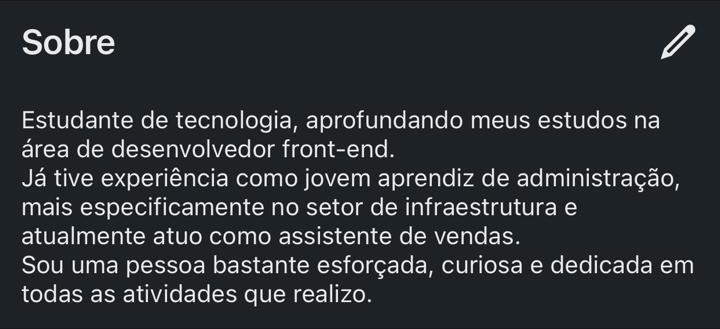 Sobre
Estudante de tecnologia, aprofundando meus estudos na
área de desenvolvedor front-end.
Já tive experiência como jovem aprendiz de administração,
mais especificamente no setor de infraestrutura e
atualmente atuo como assistente de vendas.
Sou uma pessoa bastante esforçada, curiosa e dedicada em
todas as atividades que realizo.